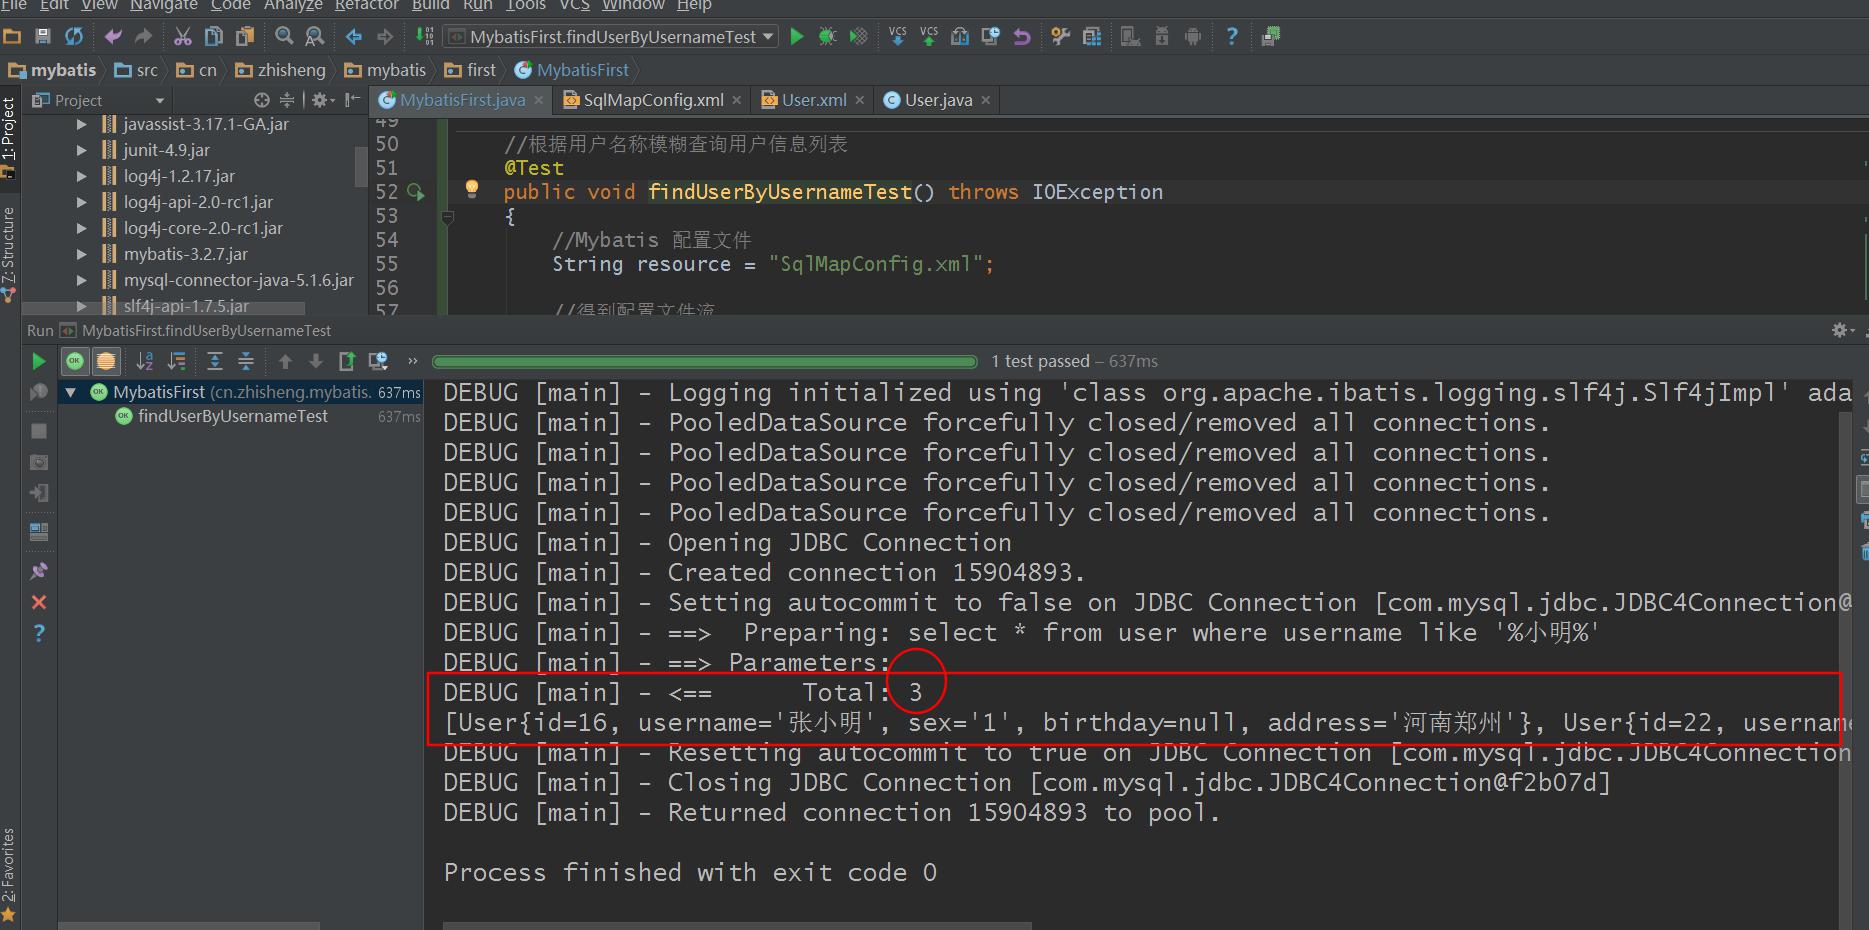 File Edit View Navigate Code Analyze Refactor Build Run Tools VCS Window Help
MybatisFirst.findUserByUsernameTest VCS VCS ?
mybatis src cn zhisheng mybatis first MybatisFirst
Project MybatisFirst.java × SqlMapConfig.xml × User.xml × User.java ×
1: Project
7: Structure
2: Favorites
javassist-3.17.1-GA.jar
junit-4.9.jar
log4j-1.2.17.jar
log4j-api-2.0-rc1.jar
log4j-core-2.0-rc1.jar
mybatis-3.2.7.jar
mysql-connector-java-5.1.6.jar
slf4j-api-1.7.5.jar
49
50 //根据用户名称模糊查询用户信息列表
51 @Test
52 public void findUserByUsernameTest() throws IOException
53 {
54 //Mybatis 配置文件
55 String resource = "SqlMapConfig.xml";
56
57 //得到配置文件流
Run MybatisFirst.findUserByUsernameTest
1 test passed – 637ms
MybatisFirst (cn.zhisheng.mybatis. 637ms
findUserByUsernameTest 637ms
DEBUG [main] - Logging initialized using 'class org.apache.ibatis.logging.slf4j.Slf4jImpl' ada
DEBUG [main] - PooledDataSource forcefully closed/removed all connections.
DEBUG [main] - PooledDataSource forcefully closed/removed all connections.
DEBUG [main] - PooledDataSource forcefully closed/removed all connections.
DEBUG [main] - PooledDataSource forcefully closed/removed all connections.
DEBUG [main] - Opening JDBC Connection
DEBUG [main] - Created connection 15904893.
DEBUG [main] - Setting autocommit to false on JDBC Connection [com.mysql.jdbc.JDBC4Connection@
DEBUG [main] - ==>  Preparing: select * from user where username like '%小明%'
DEBUG [main] - ==> Parameters:
DEBUG [main] - <==      Total: 3
[User{id=16, username='张小明', sex='1', birthday=null, address='河南郑州'}, User{id=22, usernam
DEBUG [main] - Resetting autocommit to true on JDBC Connection [com.mysql.jdbc.JDBC4Connection
DEBUG [main] - Closing JDBC Connection [com.mysql.jdbc.JDBC4Connection@f2b07d]
DEBUG [main] - Returned connection 15904893 to pool.
Process finished with exit code 0